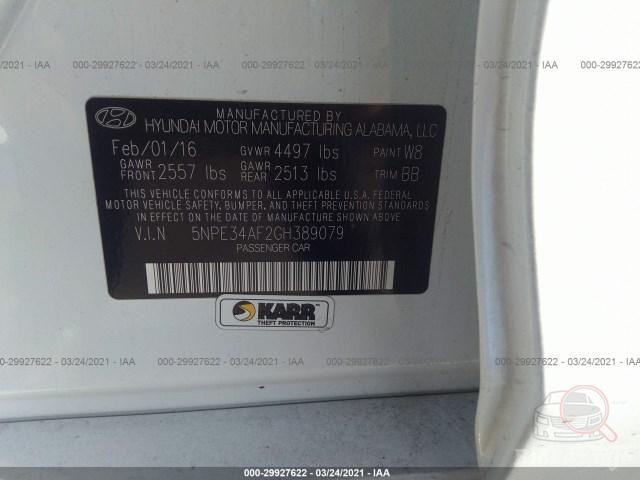 000-29927622 - 03/24/2021 - IAA
MANUFACTURED BY
HYUNDAI MOTOR MANUFACTURING ALABAMA, LLC
Feb/01/16 GVWR 4497 lbs PAINT W8
GAWR FRONT 2557 lbs GAWR REAR 2513 lbs TRIM BB
THIS VEHICLE CONFORMS TO ALL APPLICABLE U.S.A. FEDERAL
MOTOR VEHICLE SAFETY, BUMPER, AND THEFT PREVENTION
STANDARDS IN EFFECT ON THE DATE OF MANUFACTURE SHOWN ABOVE.
V.I.N 5NPE34AF2GH389079
PASSENGER CAR
KARR
THEFT PROTECTION
000-29927622 - 03/24/2021 - IAA
000-29927622 - 03/24/2021 - IAA